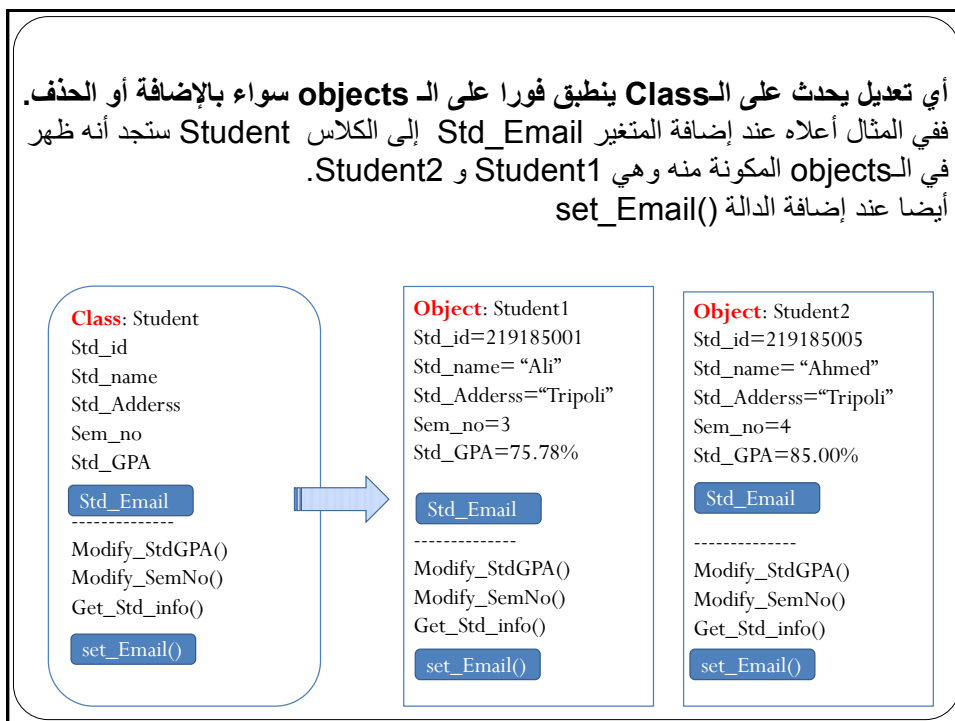 أي تعديل يحدث على الـClass ينطبق فورا على الـ objects سواء بالإضافة أو الحذف.
ففي المثال أعلاه عند إضافة المتغير Std_Email إلى الكلاس Student ستجد أنه ظهر
في الـobjects المكونة منه وهي Student1 و Student2.
أيضا عند إضافة الدالة set_Email()
Class: Student
Std_id
Std_name
Std_Adderss
Sem_no
Std_GPA
Std_Email
--------------
Modify_StdGPA()
Modify_SemNo()
Get_Std_info()
set_Email()
Object: Student1
Std_id=219185001
Std_name= “Ali”
Std_Adderss=“Tripoli”
Sem_no=3
Std_GPA=75.78%
Std_Email
--------------
Modify_StdGPA()
Modify_SemNo()
Get_Std_info()
set_Email()
Object: Student2
Std_id=219185005
Std_name= “Ahmed”
Std_Adderss=“Tripoli”
Sem_no=4
Std_GPA=85.00%
Std_Email
--------------
Modify_StdGPA()
Modify_SemNo()
Get_Std_info()
set_Email()